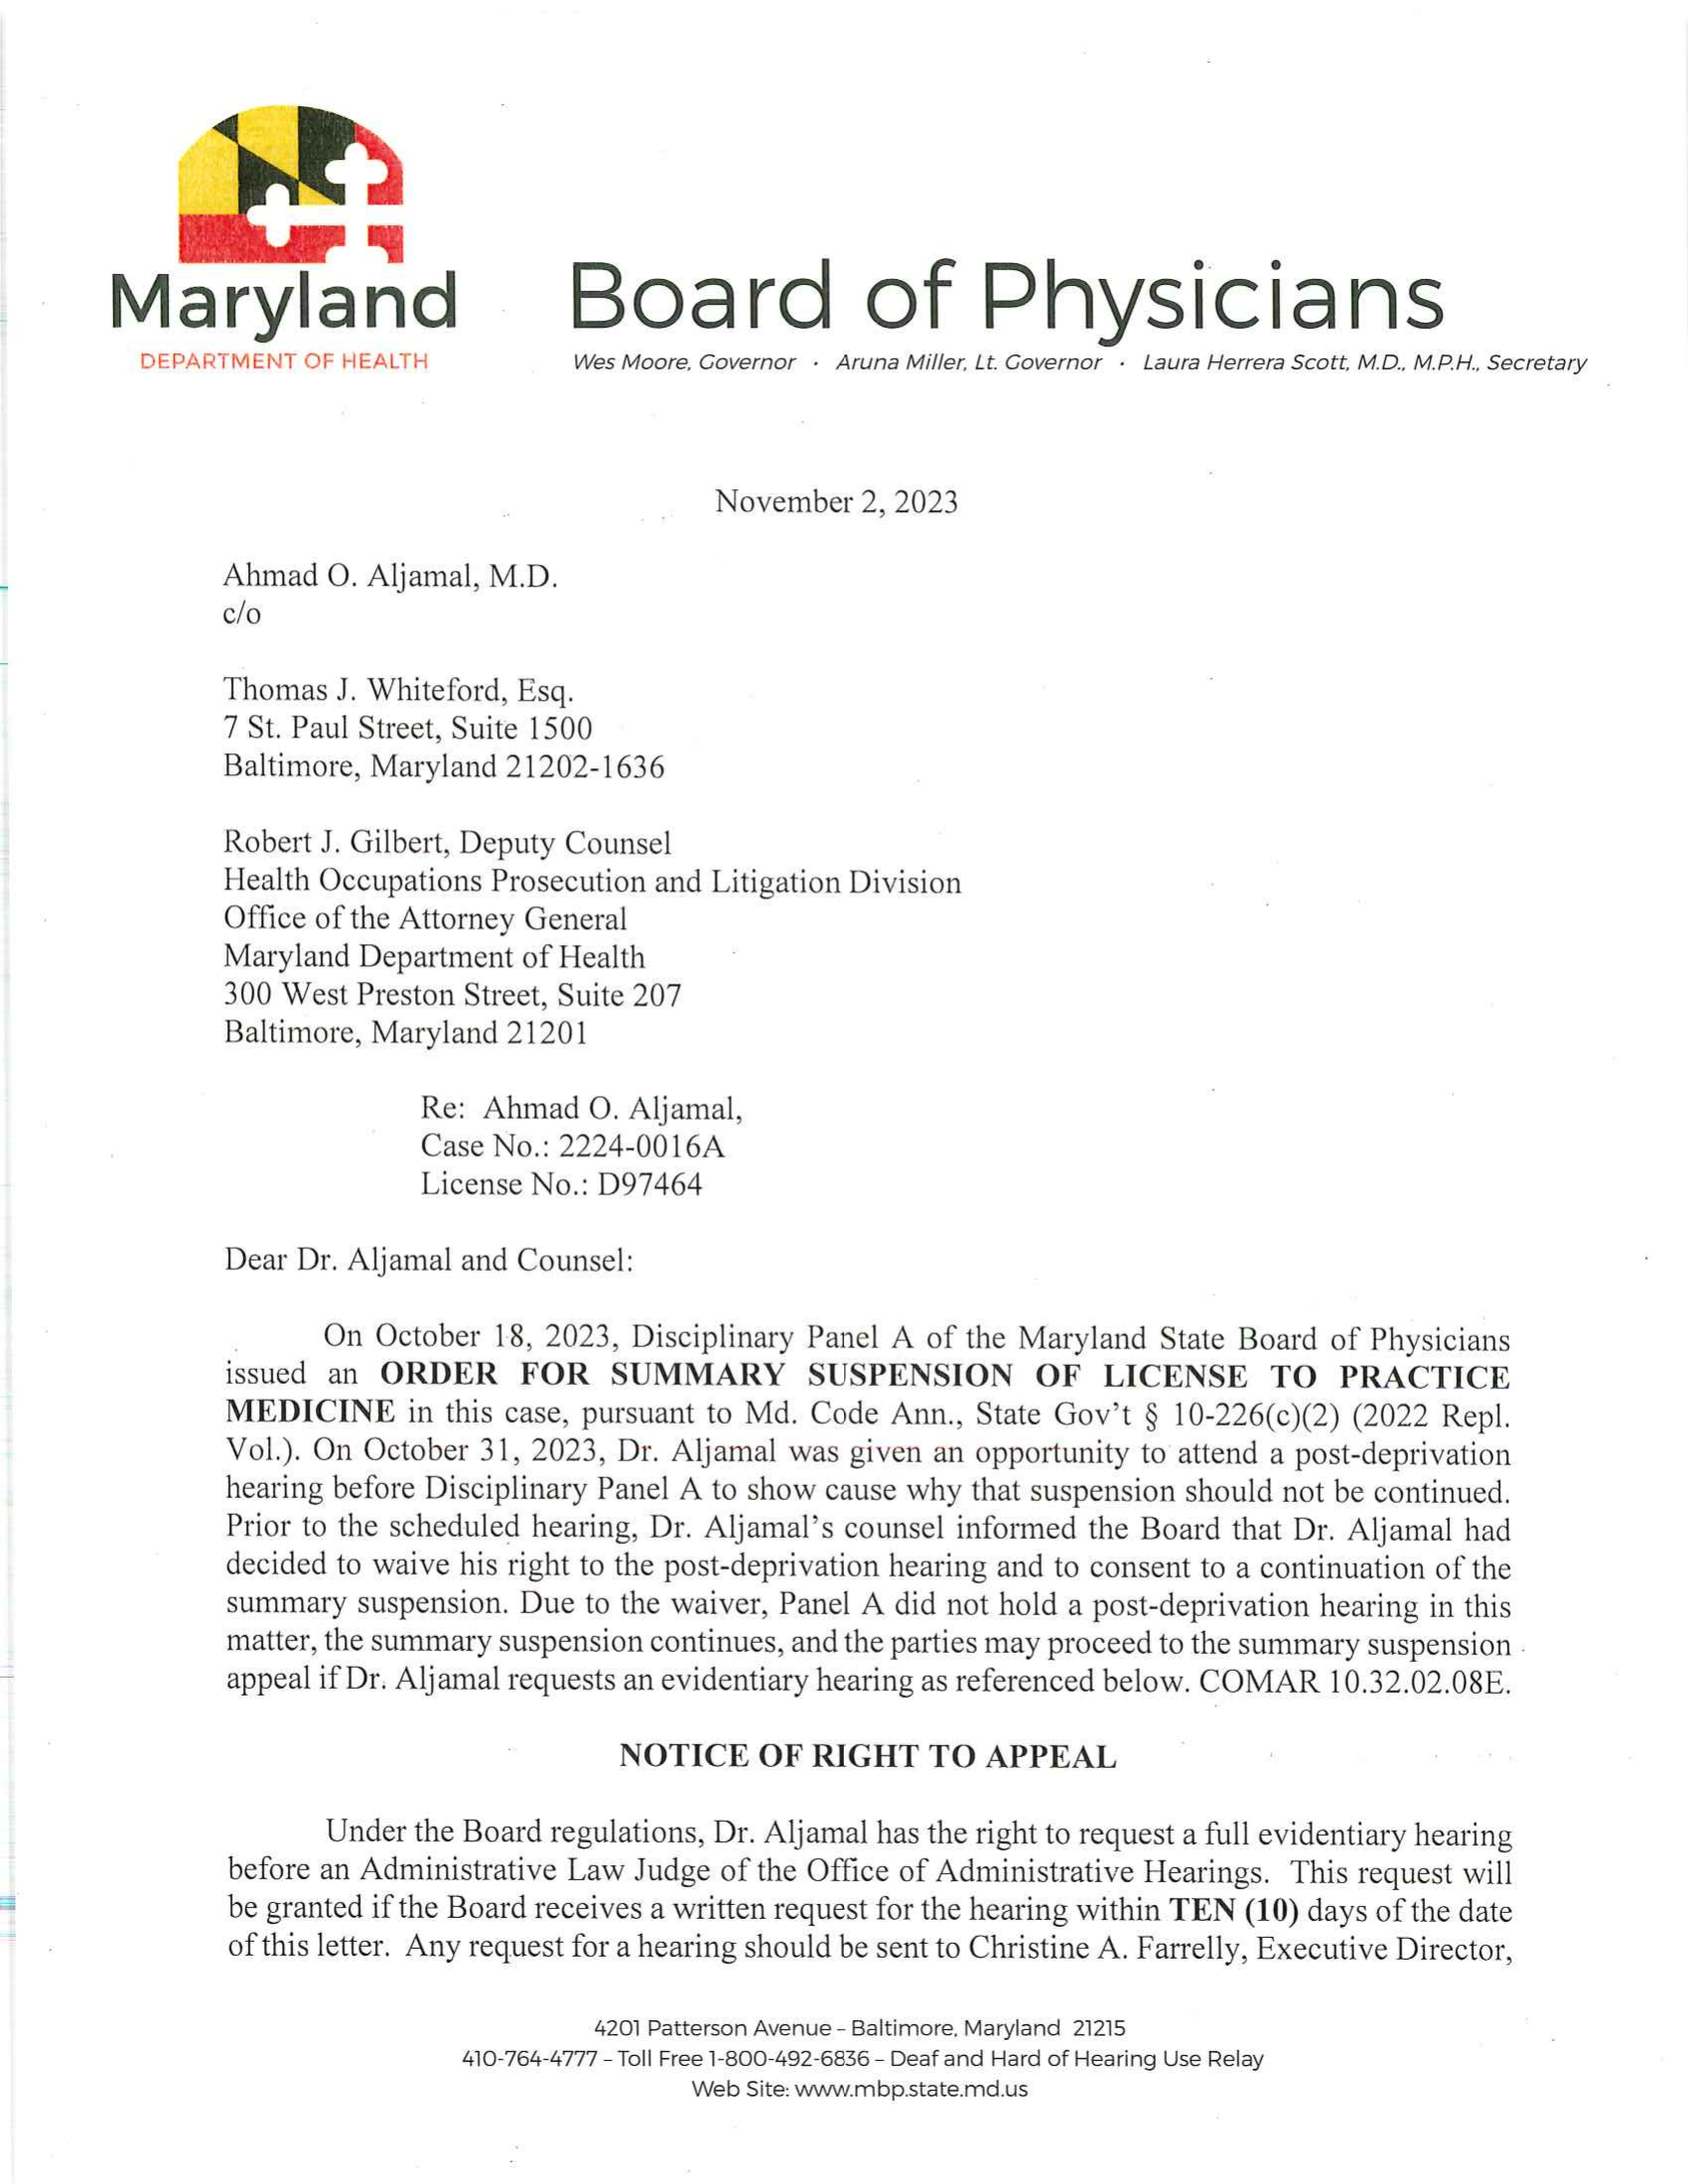 Maryland
DEPARTMENT OF HEALTH
Board of Physicians
Wes Moore, Governor · Aruna Miller, Lt. Governor · Laura Herrera Scott, M.D., M.P.H., Secretary
November 2, 2023
Ahmad O. Aljamal, M.D.
c/o
Thomas J. Whiteford, Esq.
7 St. Paul Street, Suite 1500
Baltimore, Maryland 21202-1636
Robert J. Gilbert, Deputy Counsel
Health Occupations Prosecution and Litigation Division
Office of the Attorney General
Maryland Department of Health
300 West Preston Street, Suite 207
Baltimore, Maryland 21201
Re: Ahmad O. Aljamal,
Case No.: 2224-0016A
License No.: D97464
Dear Dr. Aljamal and Counsel:
On October 18, 2023, Disciplinary Panel A of the Maryland State Board of Physicians
issued an ORDER FOR SUMMARY SUSPENSION OF LICENSE TO PRACTICE
MEDICINE in this case, pursuant to Md. Code Ann., State Gov't § 10-226(c)(2) (2022 Repl.
Vol.). On October 31, 2023, Dr. Aljamal was given an opportunity to attend a post-deprivation
hearing before Disciplinary Panel A to show cause why that suspension should not be continued.
Prior to the scheduled hearing, Dr. Aljamal's counsel informed the Board that Dr. Aljamal had
decided to waive his right to the post-deprivation hearing and to consent to a continuation of the
summary suspension. Due to the waiver, Panel A did not hold a post-deprivation hearing in this
matter, the summary suspension continues, and the parties may proceed to the summary suspension
appeal if Dr. Aljamal requests an evidentiary hearing as referenced below. COMAR 10.32.02.08E.
NOTICE OF RIGHT TO APPEAL
Under the Board regulations, Dr. Aljamal has the right to request a full evidentiary hearing
before an Administrative Law Judge of the Office of Administrative Hearings. This request will
be granted if the Board receives a written request for the hearing within TEN (10) days of the date
of this letter. Any request for a hearing should be sent to Christine A. Farrelly, Executive Director,
4201 Patterson Avenue – Baltimore, Maryland 21215
410-764-4777 – Toll Free 1-800-492-6836 – Deaf and Hard of Hearing Use Relay
Web Site: www.mbp.state.md.us